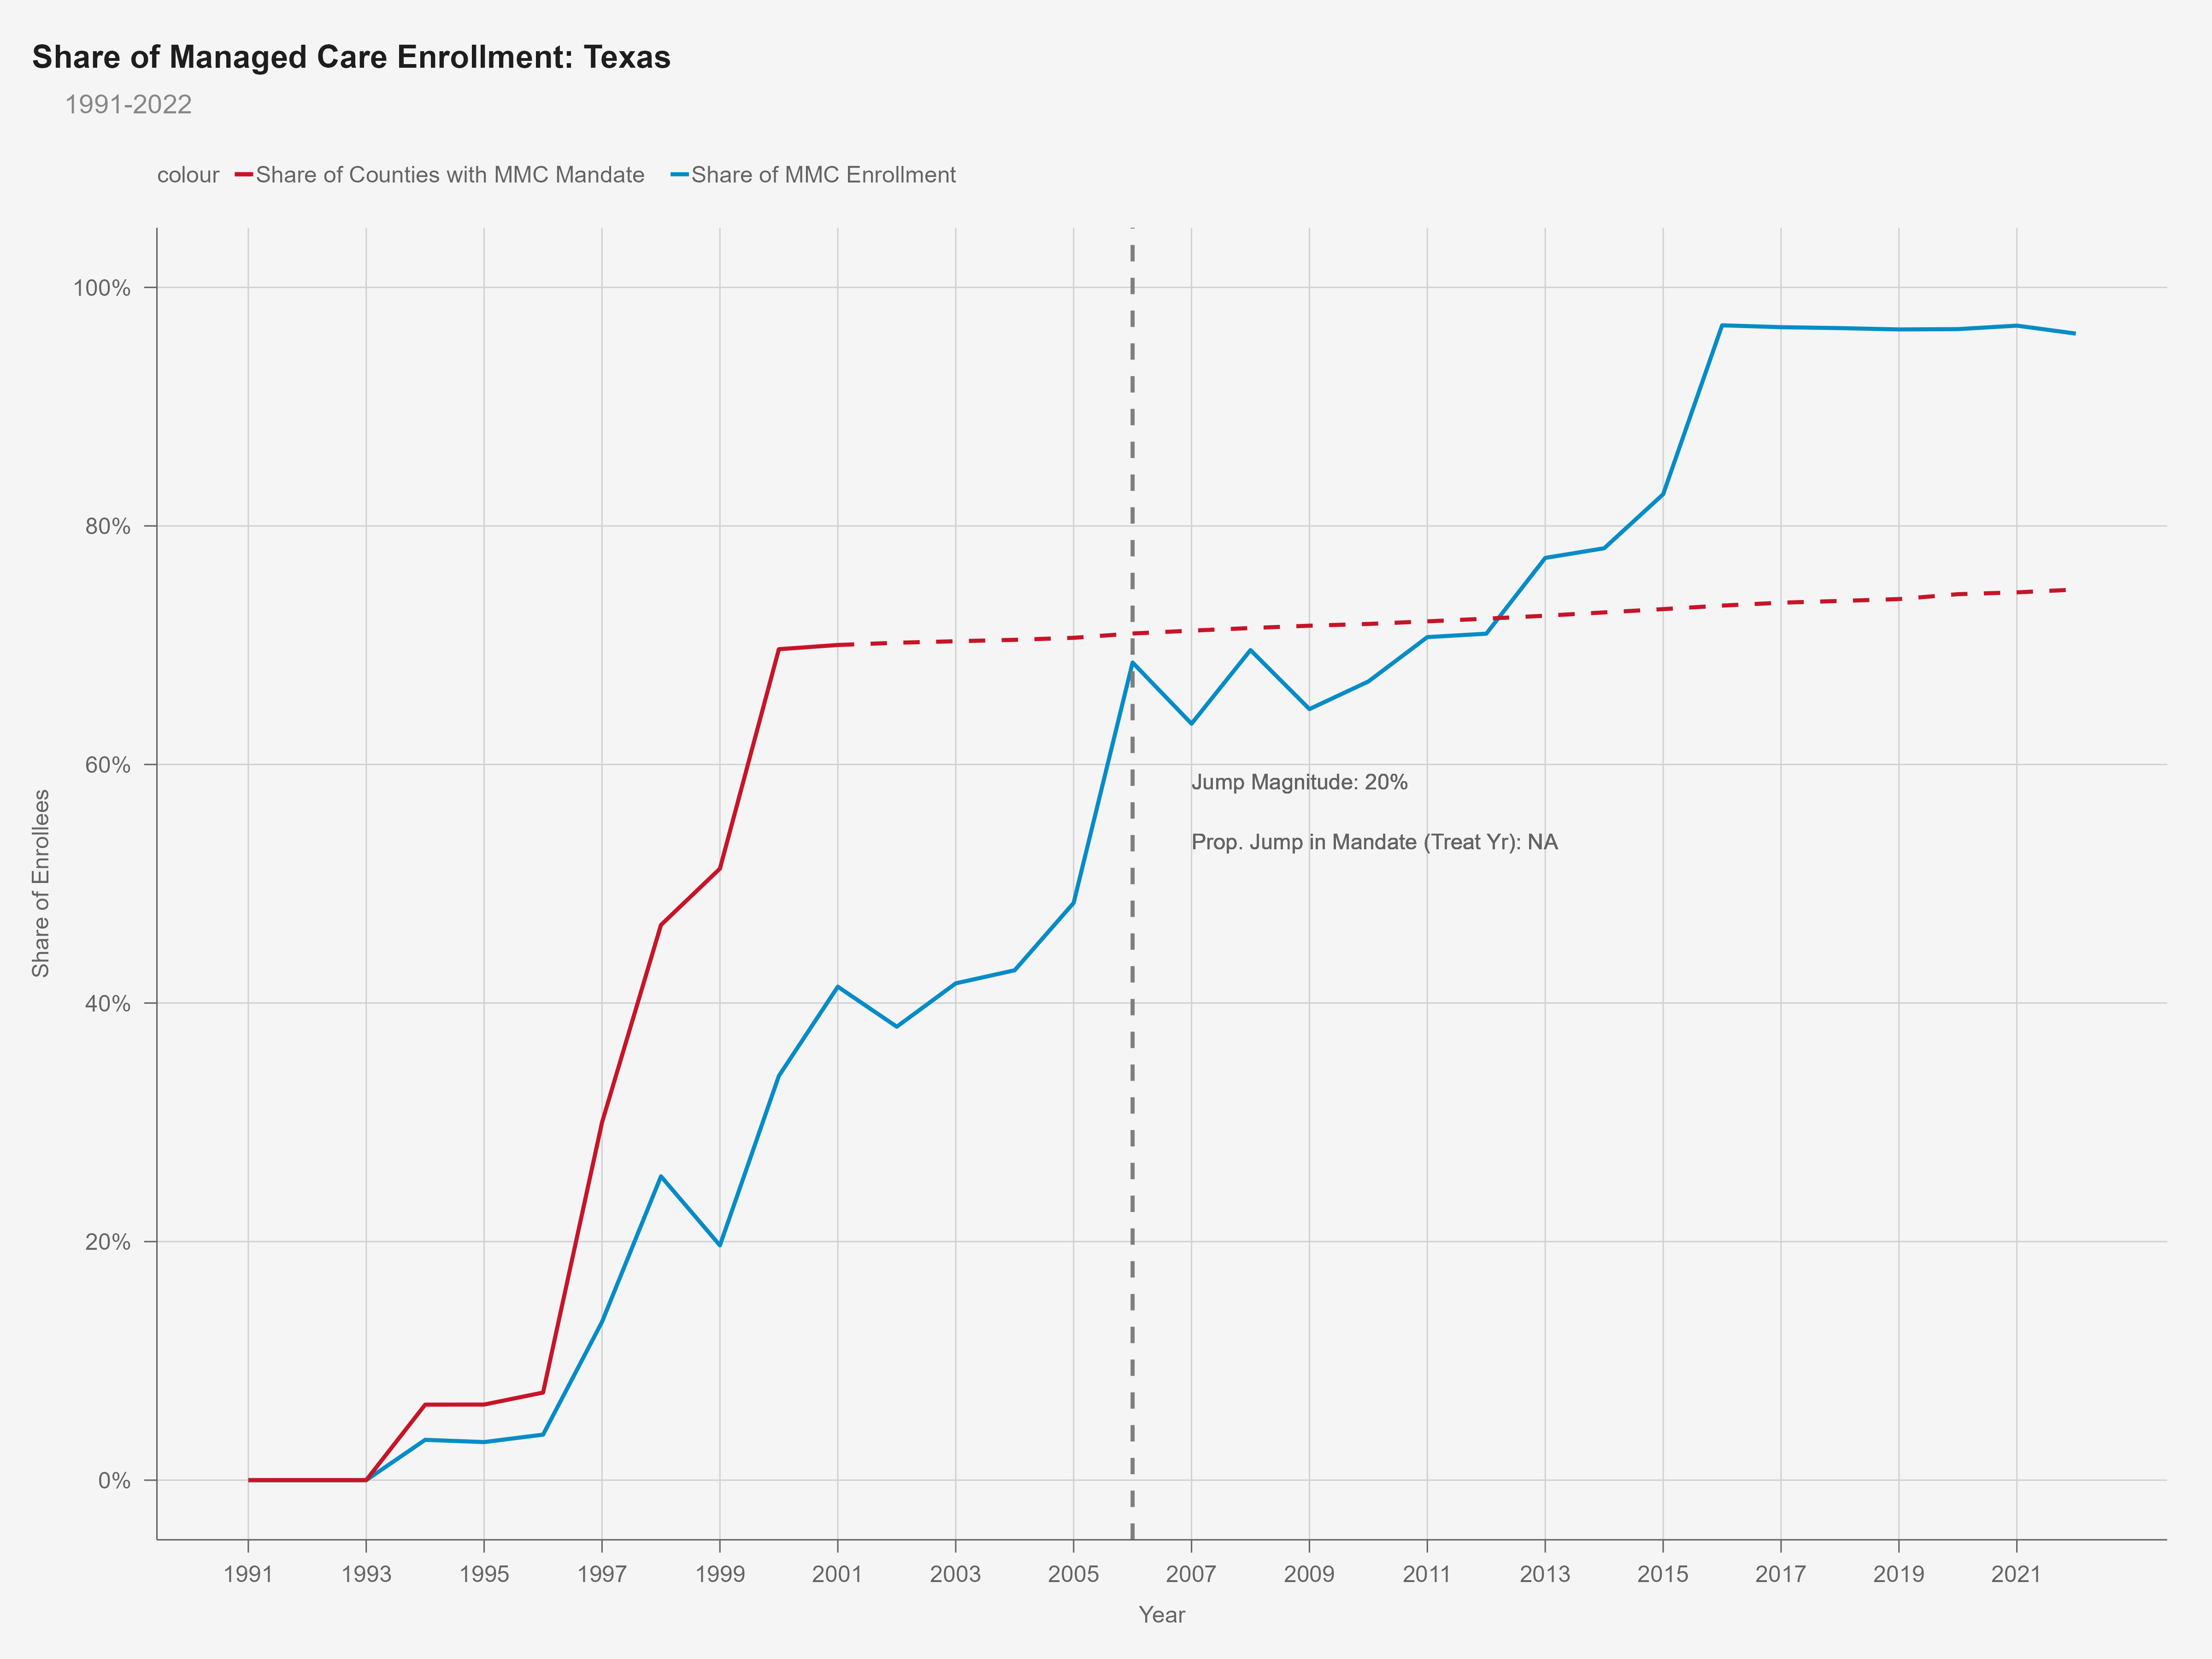 Share of Managed Care Enrollment: Texas
1991-2022
colour Share of Counties with MMC Mandate Share of MMC Enrollment
100%
80%
60%
40%
20%
0%
Share of Enrollees
Jump Magnitude: 20%
Prop. Jump in Mandate (Treat Yr): NA
1991 1993 1995 1997 1999 2001 2003 2005 2007 2009 2011 2013 2015 2017 2019 2021
Year